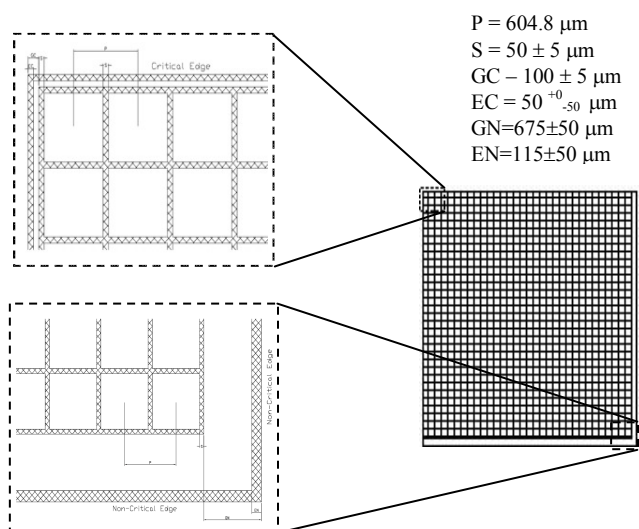 P = 604.8 µm
S = 50 ± 5 µm
GC – 100 ± 5 µm
EC = 50 +0 -50 µm
GN=675±50 µm
EN=115±50 µm
GC
P
S
Critical Edge
Non-Critical Edge
P
Non-Critical Edge